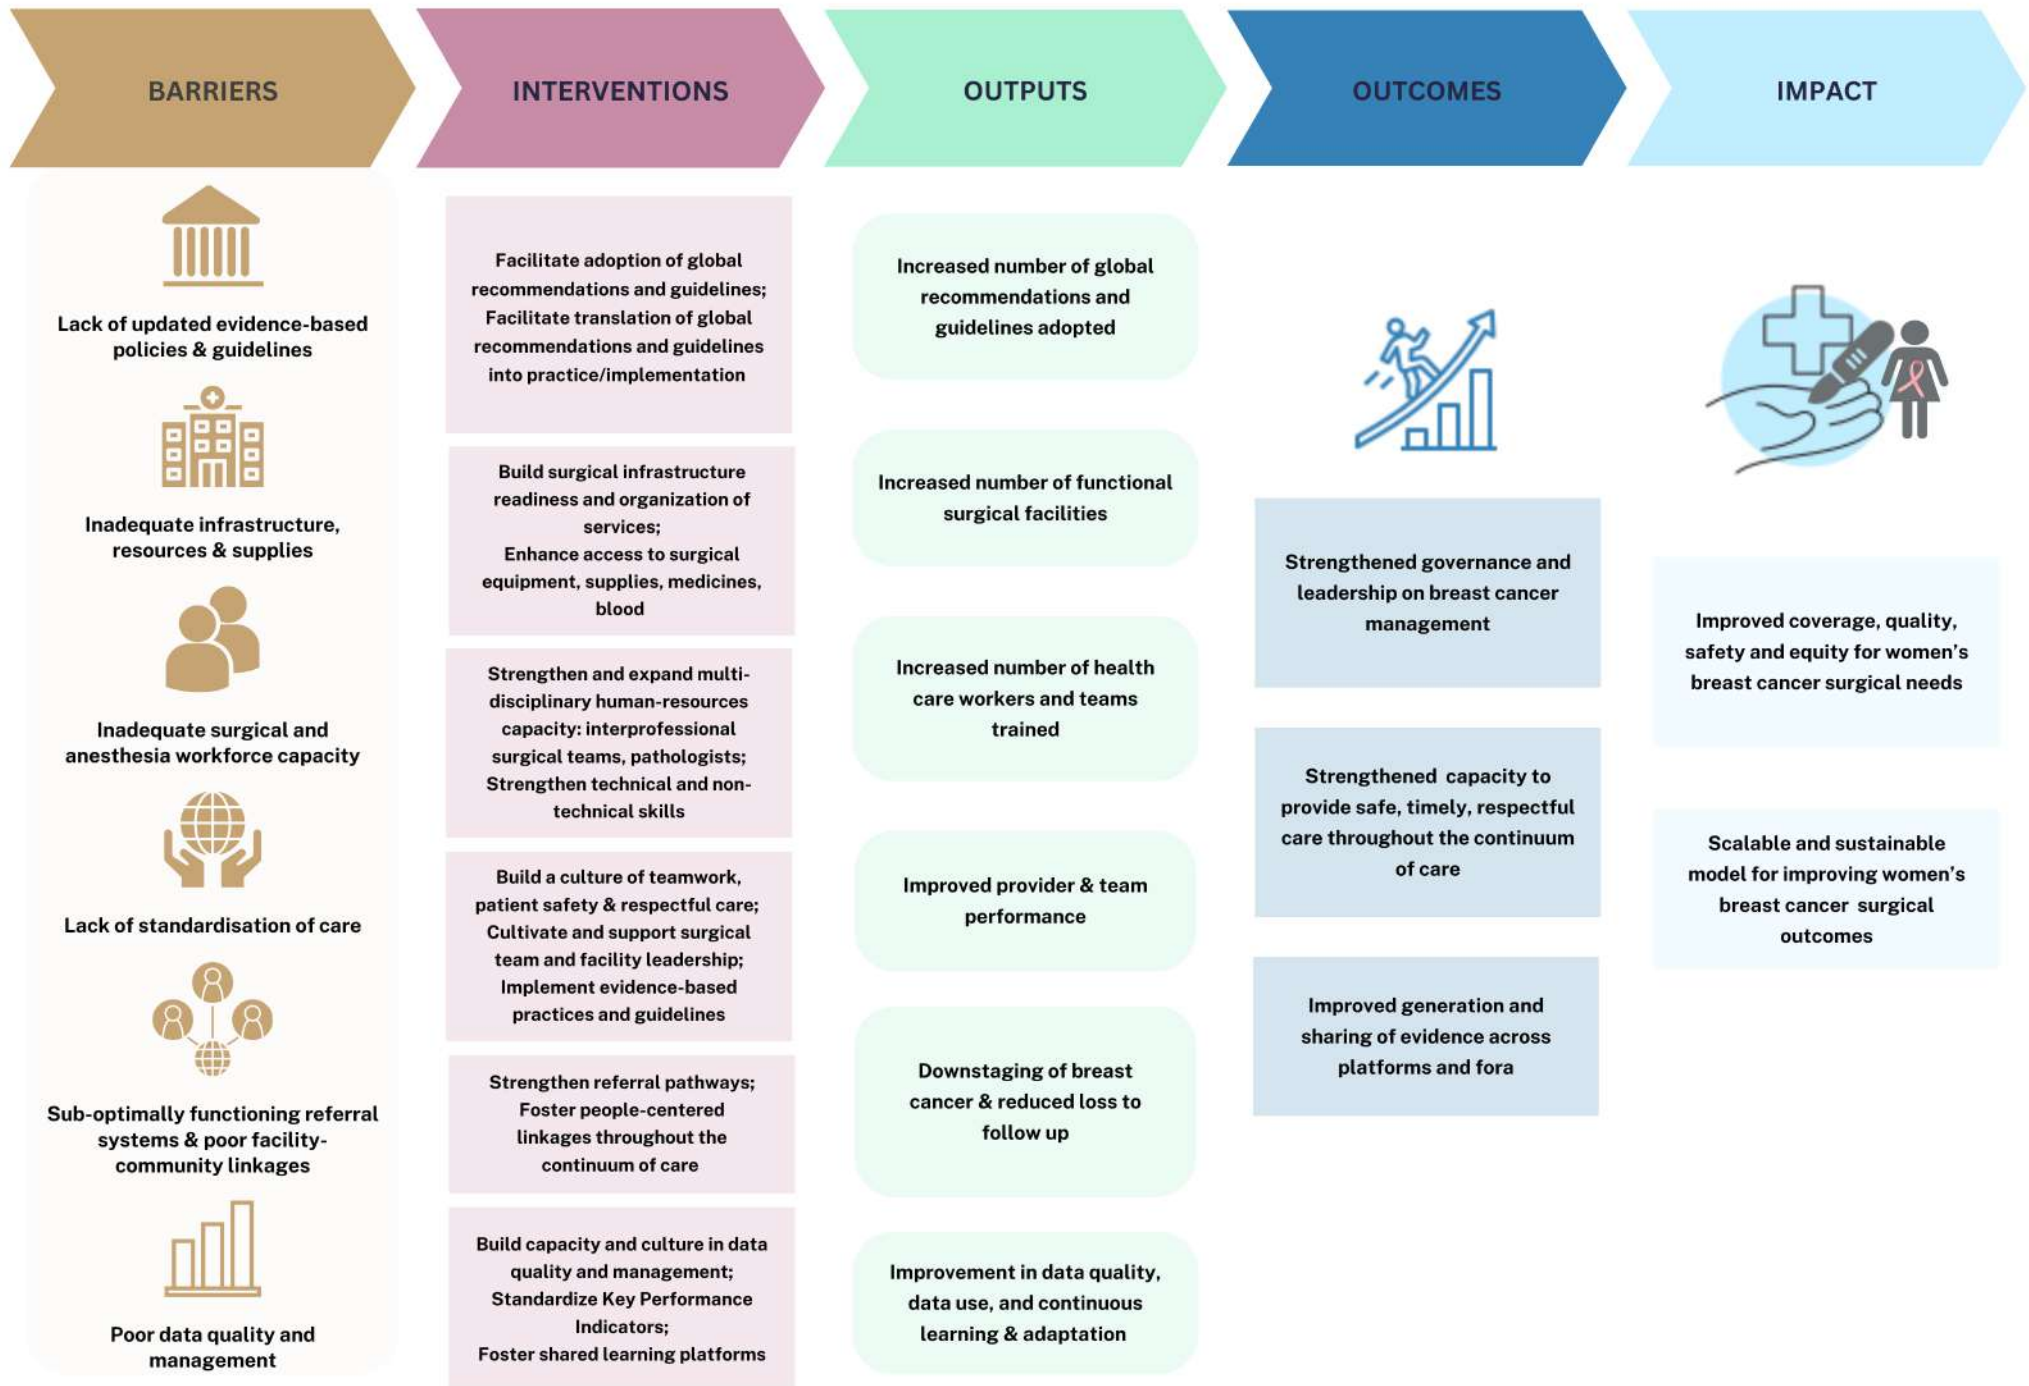 BARRIERS
INTERVENTIONS
OUTPUTS
OUTCOMES
IMPACT
Lack of updated evidence-based
policies & guidelines
Inadequate infrastructure,
resources & supplies
Inadequate surgical and
anesthesia workforce capacity
Lack of standardisation of care
Sub-optimally functioning referral
systems & poor facility-
community linkages
Poor data quality and
management
Facilitate adoption of global
recommendations and guidelines;
Facilitate translation of global
recommendations and guidelines
into practice/implementation
Build surgical infrastructure
readiness and organization of
services;
Enhance access to surgical
equipment, supplies, medicines,
blood
Strengthen and expand multi-
disciplinary human-resources
capacity: interprofessional
surgical teams, pathologists;
Strengthen technical and non-
technical skills
Build a culture of teamwork,
patient safety & respectful care;
Cultivate and support surgical
team and facility leadership;
Implement evidence-based
practices and guidelines
Strengthen referral pathways;
Foster people-centered
linkages throughout the
continuum of care
Build capacity and culture in data
quality and management;
Standardize Key Performance
Indicators;
Foster shared learning platforms
Increased number of global
recommendations and
guidelines adopted
Increased number of functional
surgical facilities
Increased number of health
care workers and teams
trained
Improved provider & team
performance
Downstaging of breast
cancer & reduced loss to
follow up
Improvement in data quality,
data use, and continuous
learning & adaptation
Strengthened governance and
leadership on breast cancer
management
Strengthened capacity to
provide safe, timely, respectful
care throughout the continuum
of care
Improved generation and
sharing of evidence across
platforms and fora
Improved coverage, quality,
safety and equity for women's
breast cancer surgical needs
Scalable and sustainable
model for improving women's
breast cancer surgical
outcomes